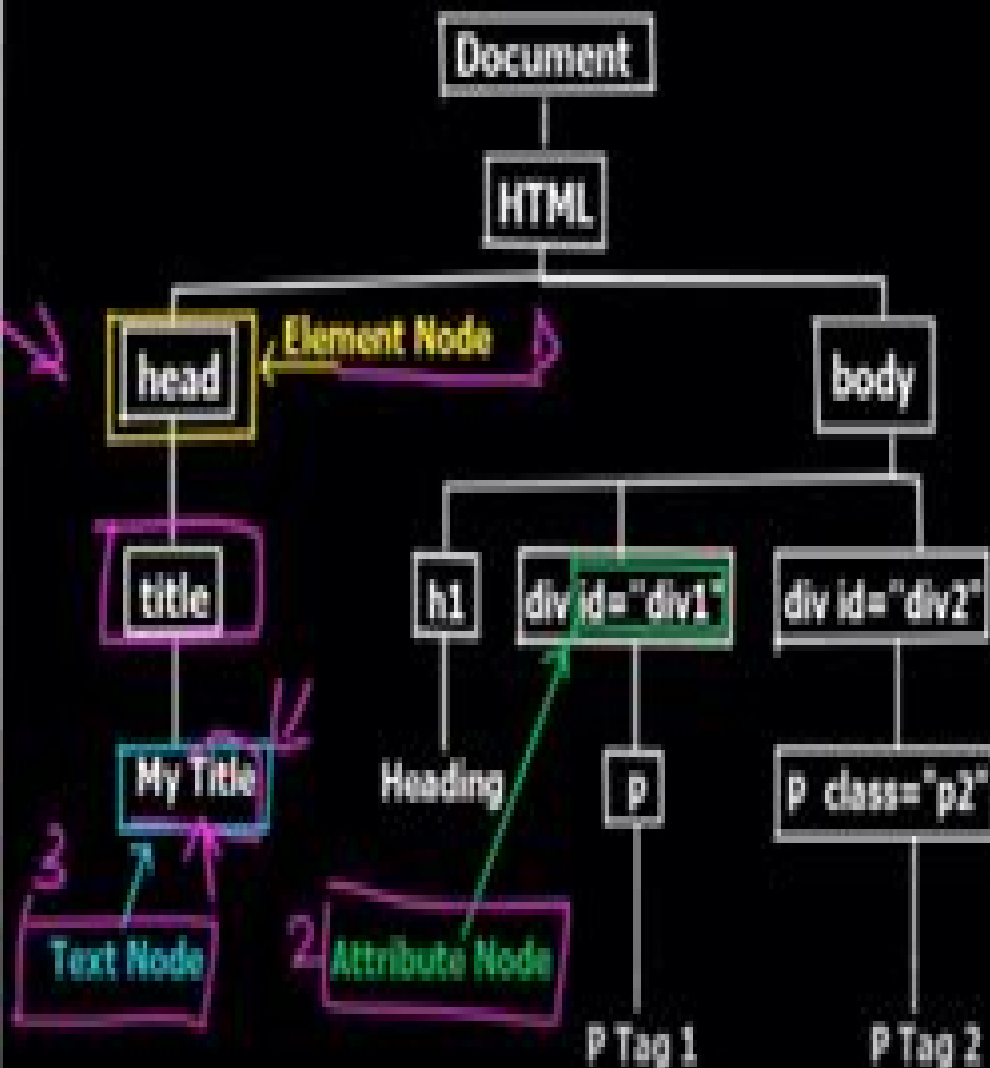 Document
HTML
Element Node
head
body
title
h1
div id="div1"
div id="div2"
My Title
Heading
p
p class="p2"
3
2
Text Node
Attribute Node
P Tag 1
P Tag 2